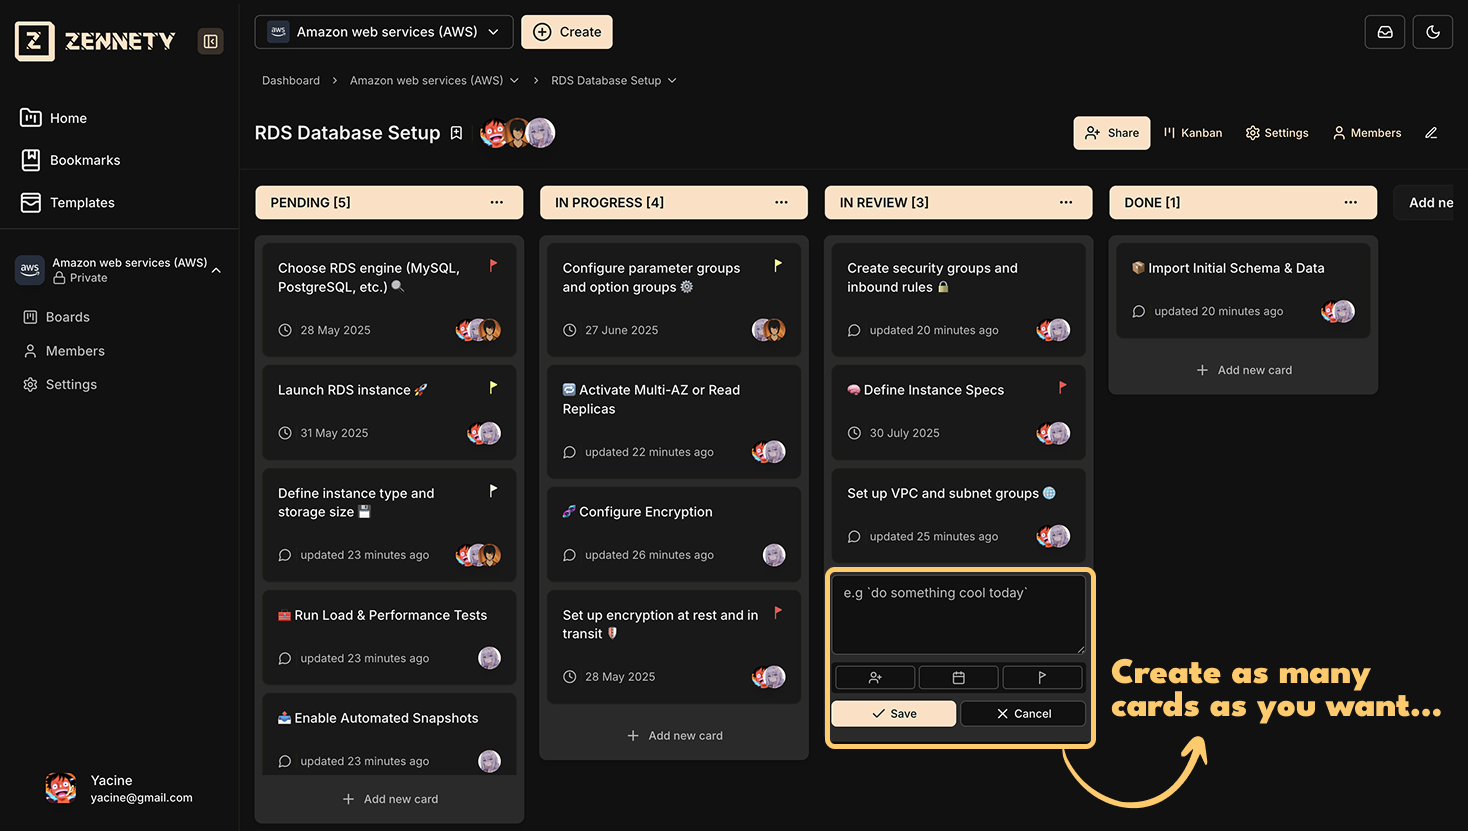 Z ZENNETY
aws Amazon web services (AWS)
Create
Dashboard > Amazon web services (AWS) > RDS Database Setup
RDS Database Setup
Share
Kanban
Settings
Members
Home
Bookmarks
Templates
aws Amazon web services (AWS)
Private
Boards
Members
Settings
Yacine
yacine@gmail.com
PENDING [5] ...
Choose RDS engine (MySQL,
PostgreSQL, etc.)
28 May 2025
Launch RDS instance 🚀
31 May 2025
Define instance type and
storage size 💾
updated 23 minutes ago
🧰 Run Load & Performance Tests
updated 23 minutes ago
📤 Enable Automated Snapshots
updated 23 minutes ago
+ Add new card
IN PROGRESS [4] ...
Configure parameter groups
and option groups ⚙️
27 June 2025
🔁 Activate Multi-AZ or Read
Replicas
updated 22 minutes ago
🧬 Configure Encryption
updated 26 minutes ago
Set up encryption at rest and in
transit
28 May 2025
+ Add new card
IN REVIEW [3] ...
Create security groups and
inbound rules 🔒
updated 20 minutes ago
🧠 Define Instance Specs
30 July 2025
Set up VPC and subnet groups 🌐
updated 25 minutes ago
e.g `do something cool today`
Save
Cancel
DONE [1] ...
📦 Import Initial Schema & Data
updated 20 minutes ago
+ Add new card
Add ne
Create as many
cards as you want...